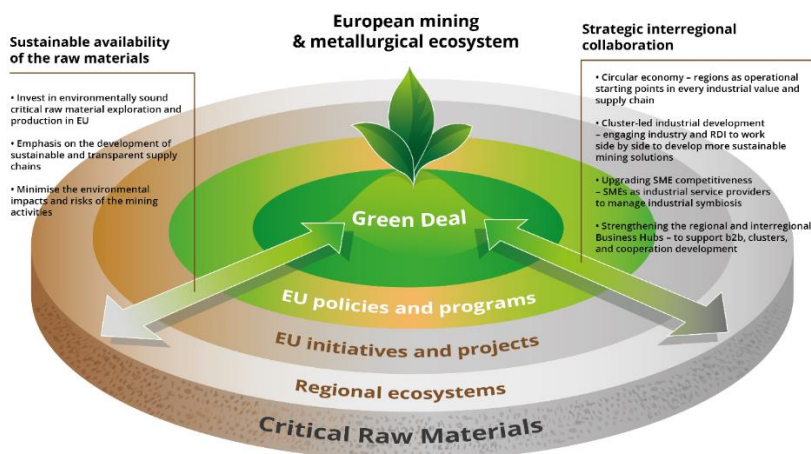 European mining
& metallurgical ecosystem
Sustainable availability
of the raw materials
• Invest in environmentally sound
critical raw material exploration and
production in EU
• Emphasis on the development of
sustainable and transparent supply
chains
• Minimise the environmental
impacts and risks of the mining
activities
Strategic interregional
collaboration
• Circular economy – regions as operational
starting points in every industrial value and
supply chain
• Cluster-led industrial development
– engaging industry and RDI to work
side by side to develop more sustainable
mining solutions
• Upgrading SME competitiveness
– SMEs as industrial service providers
to manage industrial symbiosis
• Strengthening the regional and interregional
Business Hubs – to support b2b, clusters,
and cooperation development
Green Deal
EU policies and programs
EU initiatives and projects
Regional ecosystems
Critical Raw Materials